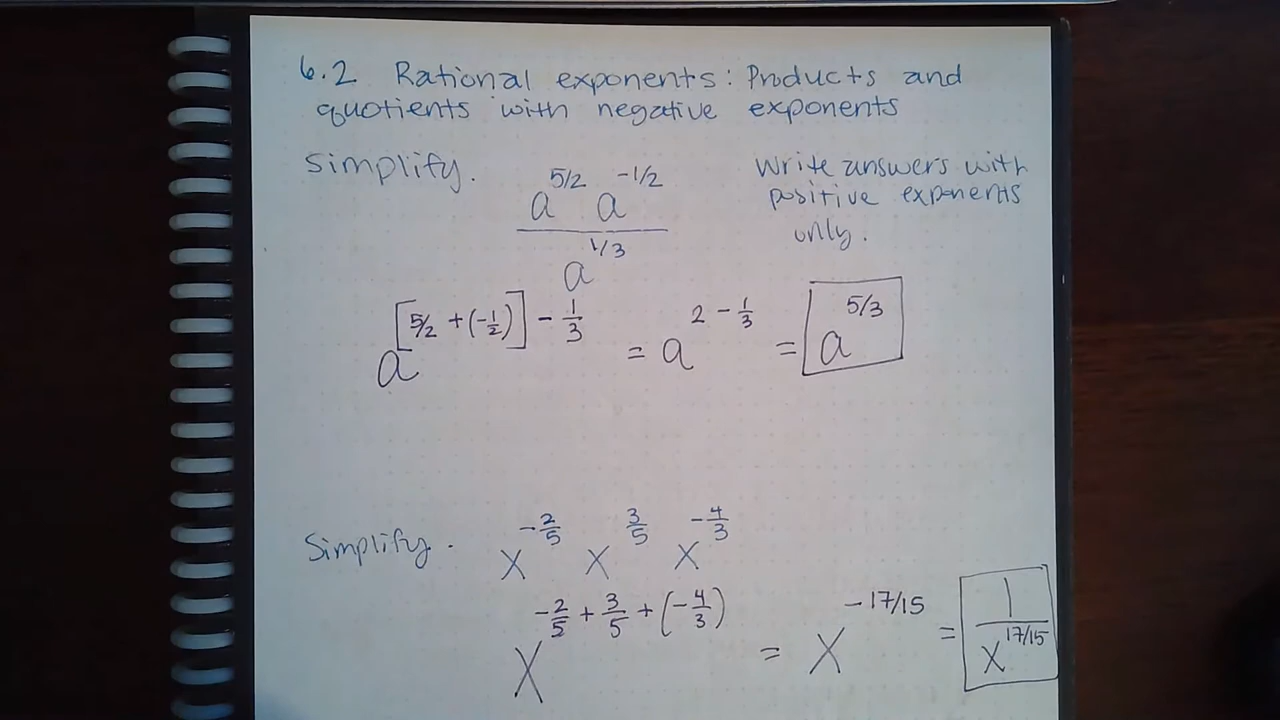 6.2 Rational exponents: Products and
quotients with negative exponents
Simplify.
a^{5/2} a^{-1/2} / a^{1/3}
Write answers with
positive exponents
only.
a^{[5/2 + (-1/2)] - 1/3} = a^{2 - 1/3} = a^{5/3}
Simplify. x^{-2/5} x^{3/5} x^{-4/3}
x^{-2/5 + 3/5 + (-4/3)} = x^{-17/15} = 1/x^{17/15}